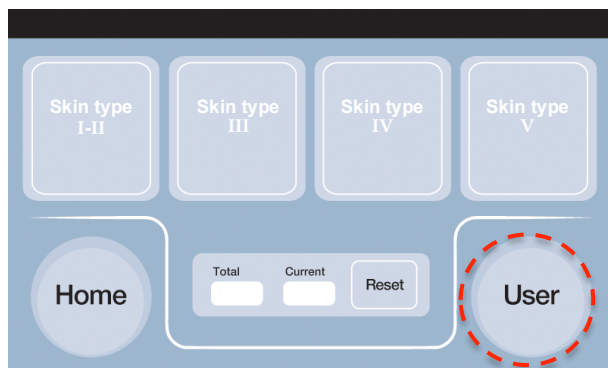 Skin type
I-II
Skin type
III
Skin type
IV
Skin type
V
Home
Total
Current
Reset
User